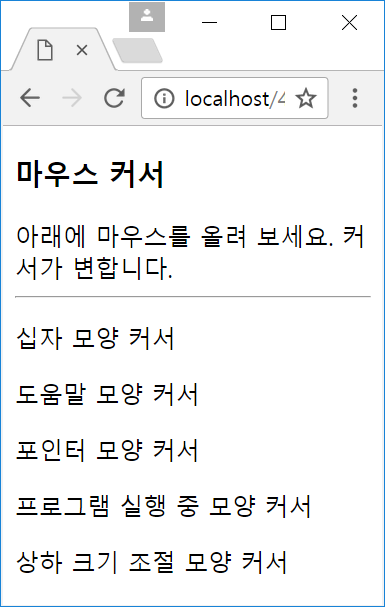 localhost/4
마우스 커서
아래에 마우스를 올려 보세요. 커
서가 변합니다.
십자 모양 커서
도움말 모양 커서
포인터 모양 커서
프로그램 실행 중 모양 커서
상하 크기 조절 모양 커서